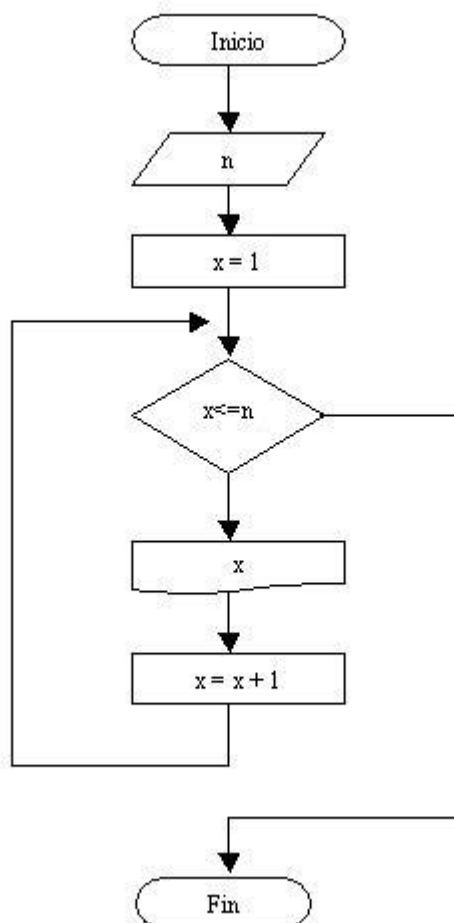 Inicio
n
x = 1
x<=n
x
x = x + 1
Fin